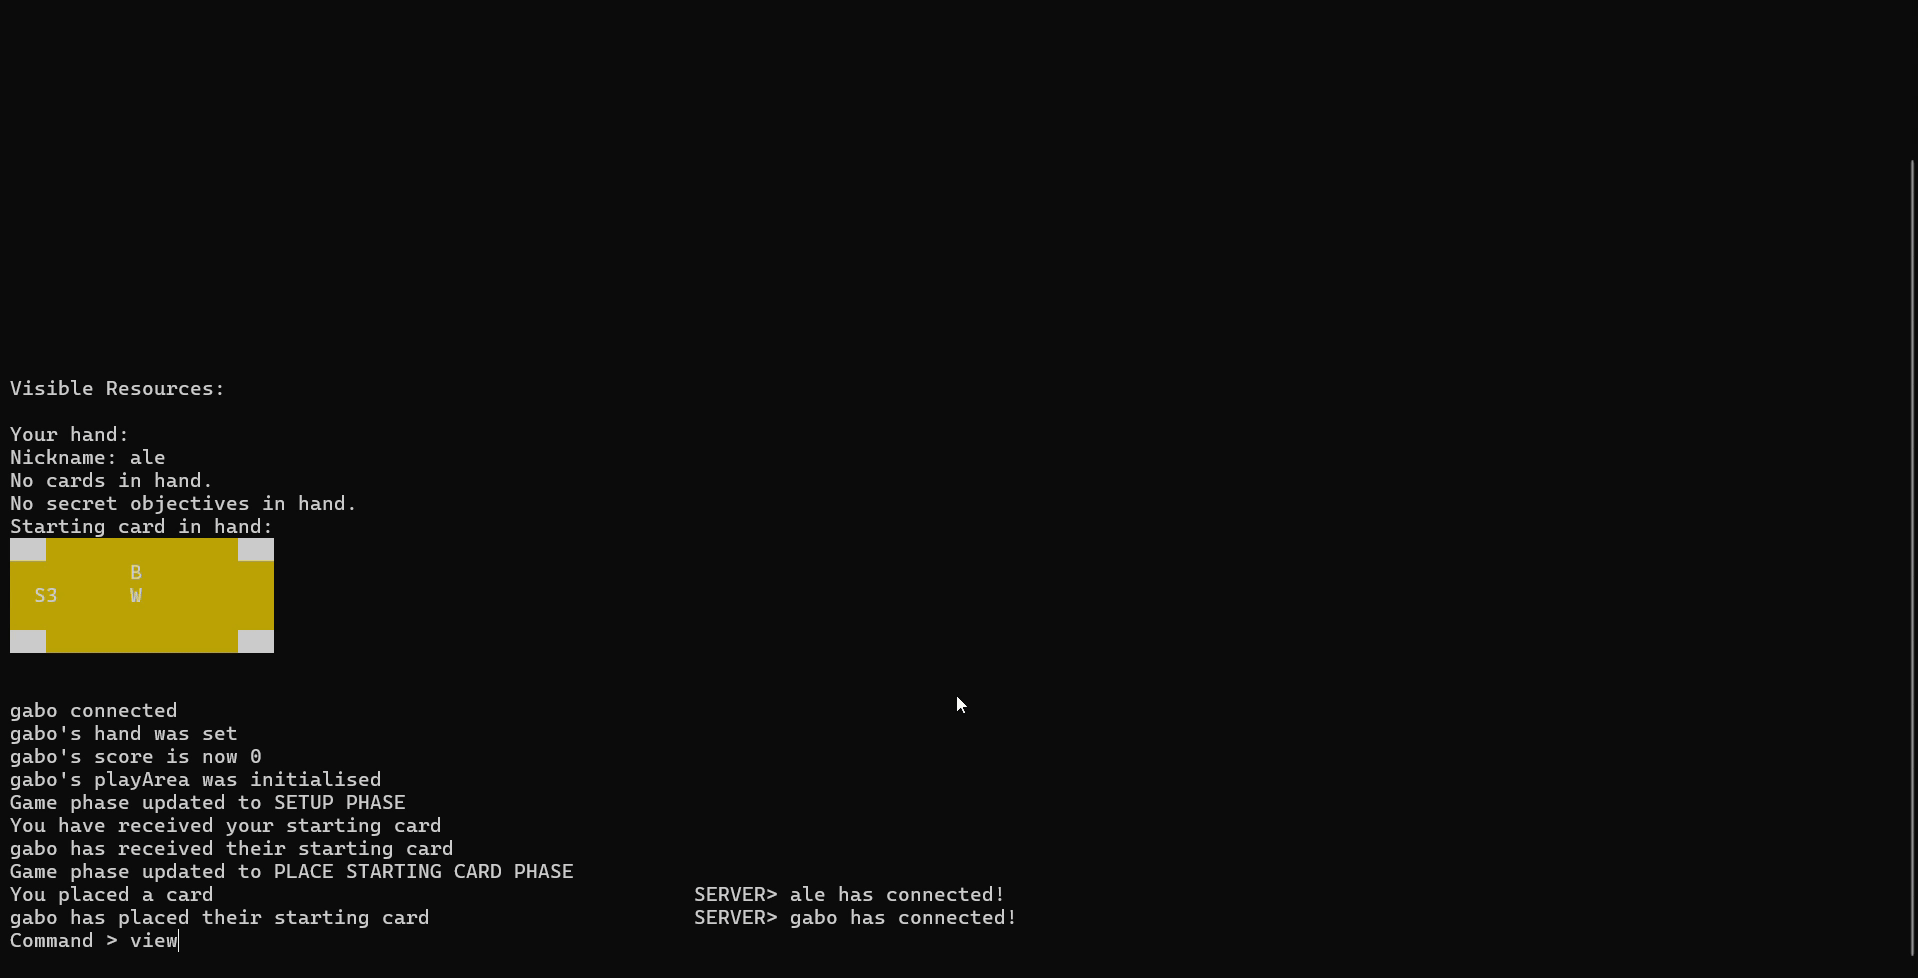 Visible Resources:
Your hand:
Nickname: ale
No cards in hand.
No secret objectives in hand.
Starting card in hand:
B
S3 W
gabo connected
gabo's hand was set
gabo's score is now 0
gabo's playArea was initialised
Game phase updated to SETUP PHASE
You have received your starting card
gabo has received their starting card
Game phase updated to PLACE STARTING CARD PHASE
You placed a card SERVER> ale has connected!
gabo has placed their starting card SERVER> gabo has connected!
Command > view